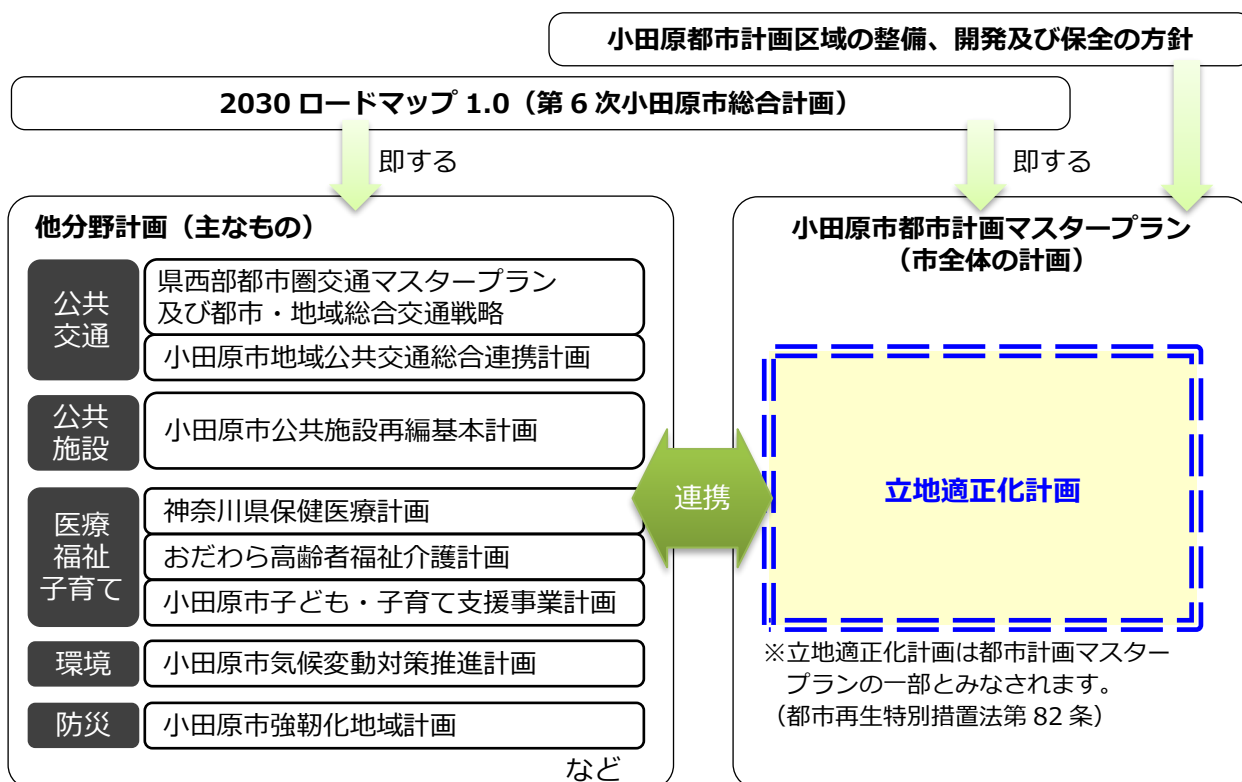 小田原都市計画区域の整備、開発及び保全の方針
2030 ロードマップ 1.0（第 6 次小田原市総合計画）
即する
即する
他分野計画（主なもの）
公共
交通
県西部都市圏交通マスタープラン
及び都市・地域総合交通戦略
小田原市地域公共交通総合連携計画
公共
施設
小田原市公共施設再編基本計画
医療
福祉
子育て
神奈川県保健医療計画
おだわら高齢者福祉介護計画
小田原市子ども・子育て支援事業計画
環境
小田原市気候変動対策推進計画
防災
小田原市強靭化地域計画
など
連携
小田原市都市計画マスタープラン
（市全体の計画）
立地適正化計画
※立地適正化計画は都市計画マスター
プランの一部とみなされます。
（都市再生特別措置法第 82 条）